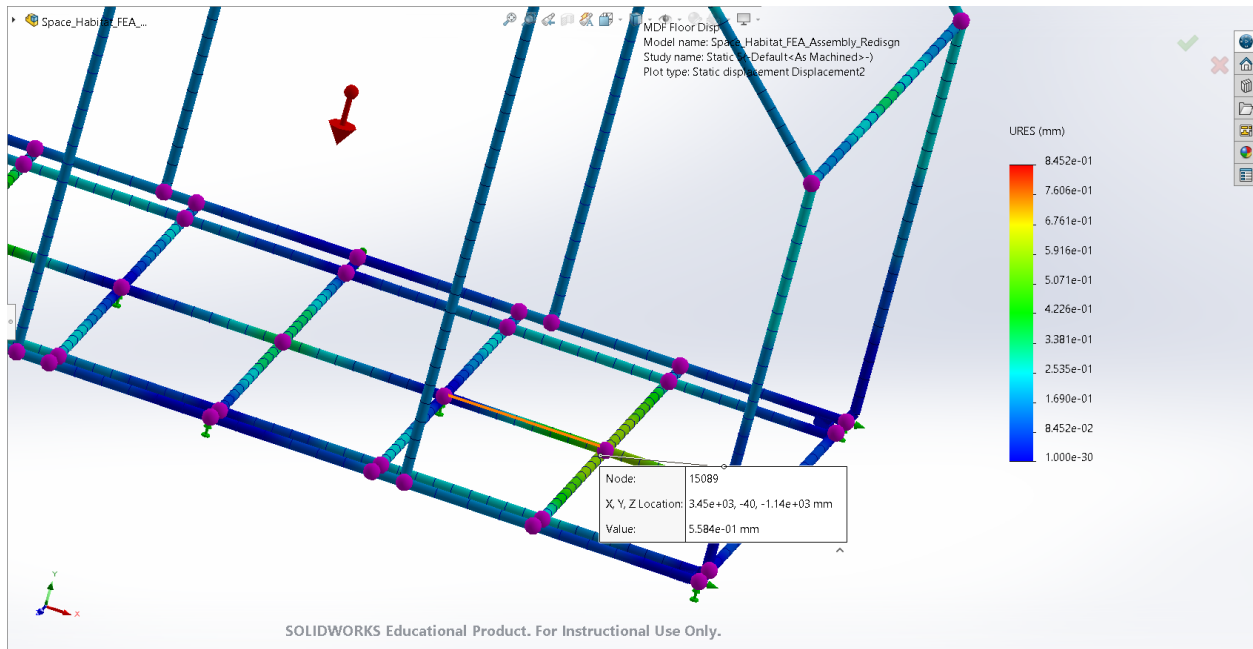 Space_Habitat_FEA_...
MDF Floor Disp
Model name: Space_Habitat_FEA_Assembly_Redisgn
Study name: Static 5(-Default<As Machined>-)
Plot type: Static displacement Displacement2
URES (mm)
8.452e-01
7.606e-01
6.761e-01
5.916e-01
5.071e-01
4.226e-01
3.381e-01
2.535e-01
1.690e-01
8.452e-02
1.000e-30
Node: 15089
X, Y, Z Location: 3.45e+03, -40, -1.14e+03 mm
Value: 5.584e-01 mm
Y
X
SOLIDWORKS Educational Product. For Instructional Use Only.